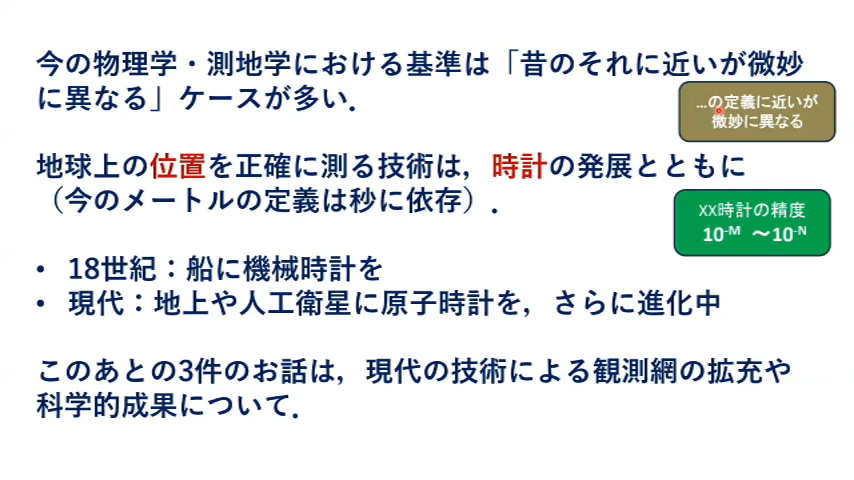 今の物理学・測地学における基準は「昔のそれに近いが微妙
に異なる」ケースが多い.
…の定義に近いが
微妙に異なる
地球上の位置を正確に測る技術は，時計の発展とともに
（今のメートルの定義は秒に依存）.
XX時計の精度
10⁻ᴹ ～10⁻ᴺ
• 18世紀：船に機械時計を
• 現代：地上や人工衛星に原子時計を，さらに進化中
このあとの3件のお話は，現代の技術による観測網の拡充や
科学的成果について.